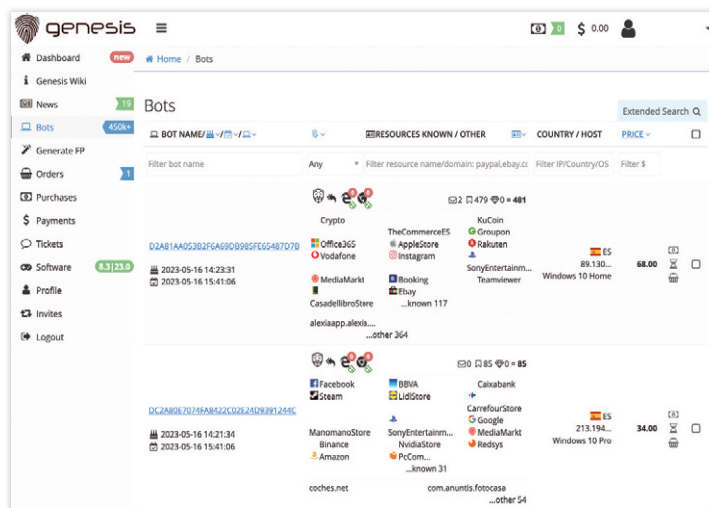 genesis
0
$ 0.00
Dashboard new
Home / Bots
Genesis Wiki
News 19
Bots
Extended Search
Bots 450k+
BOT NAME/ / / RESOURCES KNOWN / OTHER COUNTRY / HOST PRICE
Generate FP
Filter bot name Any Filter resource name/domain: paypal,ebay.cc Filter IP/Country/OS Filter $
Orders 1
Purchases
Payments
Tickets
Software 8.3|23.0
Profile
Invites
Logout
2 479 0 = 481
Crypto KuCoin
TheCommerceES Groupon
Office365 AppleStore Rakuten
D2A81AA053B2F6A69DB985FE65487D7B
Vodafone Instagram
ES
89.130...
Windows 10 Home
68.00
SonyEntertainm...
2023-05-16 14:23:31
MediaMarkt Booking Teamviewer
2023-05-16 15:41:06
Ebay
CasadellibroStore ...known 117
alexiaapp.alexia....
...other 364
0 85 0 = 85
Facebook BBVA Caixabank
Steam LidlStore
DC2A80E7074FA8422C02E24D9391244C
CarrefourStore
Google
ES
213.194...
Windows 10 Pro
34.00
2023-05-16 14:21:34
ManomanoStore SonyEntertainm... MediaMarkt
2023-05-16 15:41:06
Binance NvidiaStore Redsys
Amazon PcCom...
...known 31
coches.net com.anuntis.fotocasa
...other 54